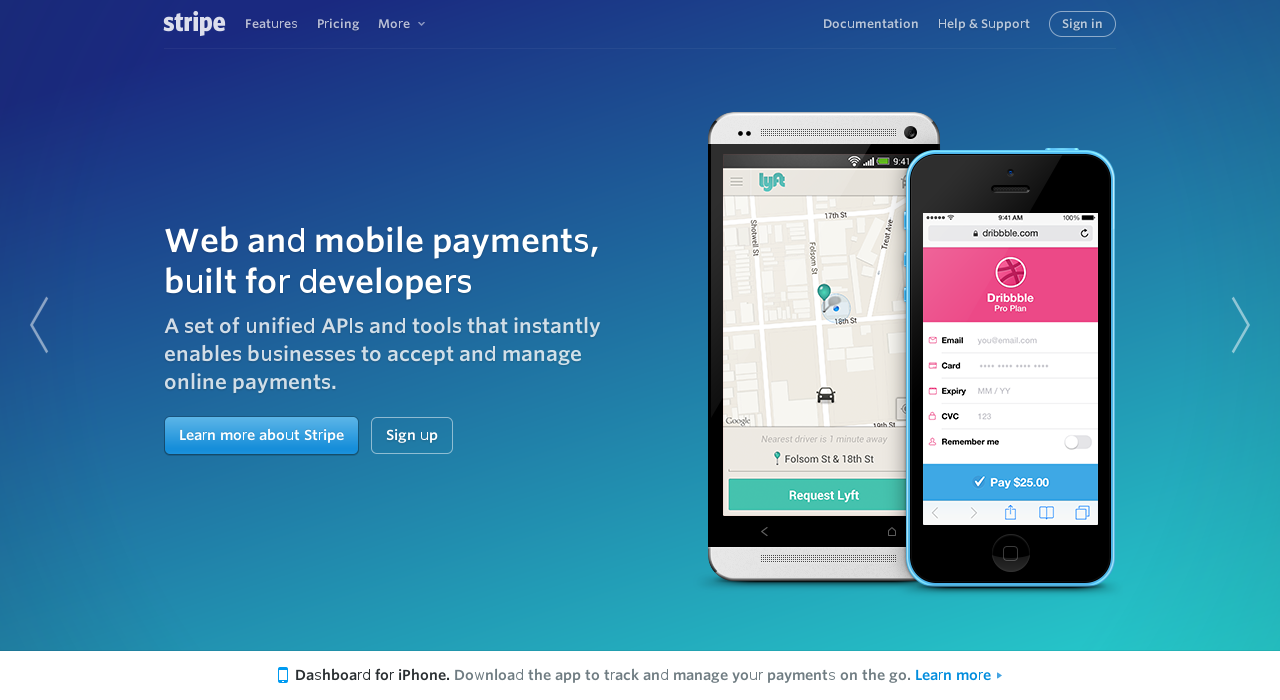 stripe Features Pricing More Documentation Help & Support Sign in
Web and mobile payments,
built for developers
A set of unified APIs and tools that instantly
enables businesses to accept and manage
online payments.
Learn more about Stripe Sign up
9:41
lyft
17th St
Shotwell St
Folsom St
Treat Ave
18th St
19th St
Google
Nearest driver is 1 minute away
Folsom St & 18th St
Request Lyft
9:41 AM 100%
dribbble.com
Dribbble
Pro Plan
Email you@email.com
Card •••• •••• •••• ••••
Expiry MM / YY
CVC 123
Remember me
Pay $25.00
Dashboard for iPhone. Download the app to track and manage your payments on the go. Learn more